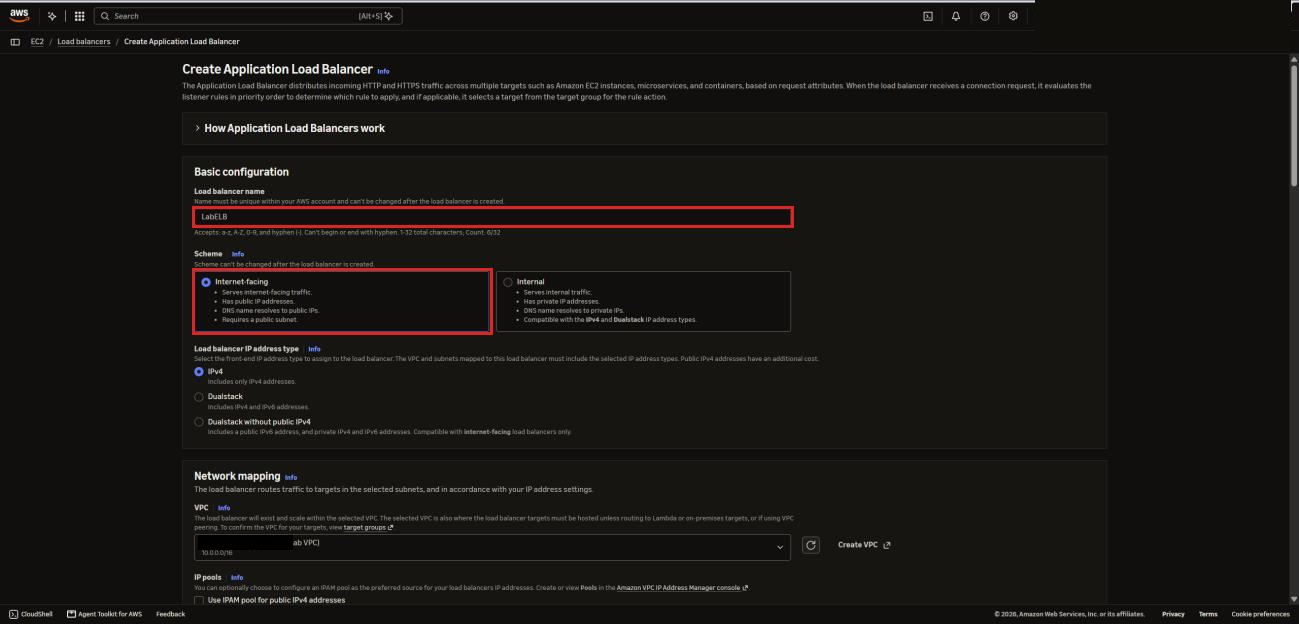 aws
Search [Alt+S]
EC2 / Load balancers / Create Application Load Balancer
Create Application Load Balancer Info
The Application Load Balancer distributes incoming HTTP and HTTPS traffic across multiple targets such as Amazon EC2 instances, microservices, and containers, based on request attributes. When the load balancer receives a connection request, it evaluates the
listener rules in priority order to determine which rule to apply, and if applicable, it selects a target from the target group for the rule action.
How Application Load Balancers work
Basic configuration
Load balancer name
Name must be unique within your AWS account and can't be changed after the load balancer is created.
LabELB
Accepts: a-z, A-Z, 0-9, and hyphen (-). Can't begin or end with hyphen. 1-32 total characters; Count: 6/32
Scheme Info
Scheme can't be changed after the load balancer is created.
Internet-facing
• Serves internet-facing traffic.
• Has public IP addresses.
• DNS name resolves to public IPs.
• Requires a public subnet.
Internal
• Serves internal traffic.
• Has private IP addresses.
• DNS name resolves to private IPs.
• Compatible with the IPv4 and Dualstack IP address types.
Load balancer IP address type Info
Select the front-end IP address type to assign to the load balancer. The VPC and subnets mapped to this load balancer must include the selected IP address types. Public IPv4 addresses have an additional cost.
IPv4
Includes only IPv4 addresses.
Dualstack
Includes IPv4 and IPv6 addresses.
Dualstack without public IPv4
Includes a public IPv6 address, and private IPv4 and IPv6 addresses. Compatible with internet-facing load balancers only.
Network mapping Info
The load balancer routes traffic to targets in the selected subnets, and in accordance with your IP address settings.
VPC Info
The load balancer will exist and scale within the selected VPC. The selected VPC is also where the load balancer targets must be hosted unless routing to Lambda or on-premises targets, or if using VPC
peering. To confirm the VPC for your targets, view target groups
ab VPC)
10.0.0.0/16
Create VPC
IP pools Info
You can optionally choose to configure an IPAM pool as the preferred source for your load balancers IP addresses. Create or view Pools in the Amazon VPC IP Address Manager console.
Use IPAM pool for public IPv4 addresses
CloudShell Agent Toolkit for AWS Feedback © 2026, Amazon Web Services, Inc. or its affiliates. Privacy Terms Cookie preferences